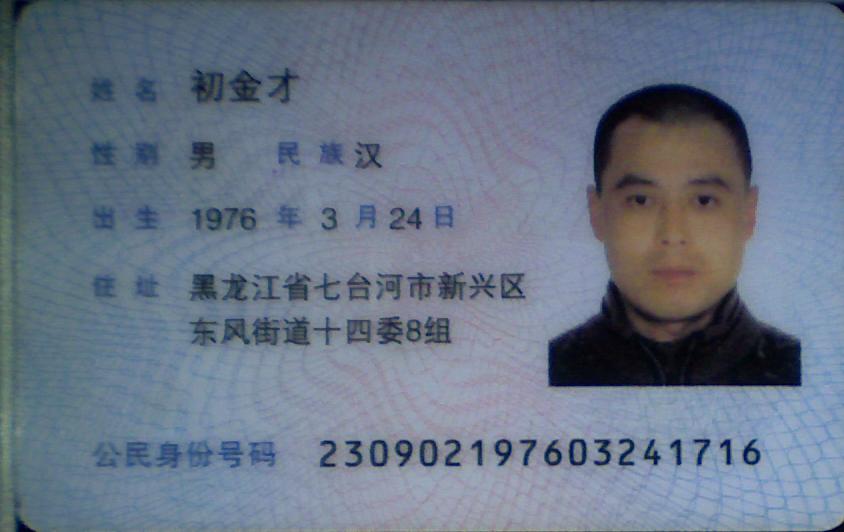 姓名 初金才
性别 男 民族 汉
出生 1976 年 3 月 24 日
住址 黑龙江省七台河市新兴区
东风街道十四委8组
公民身份号码 230902197603241716